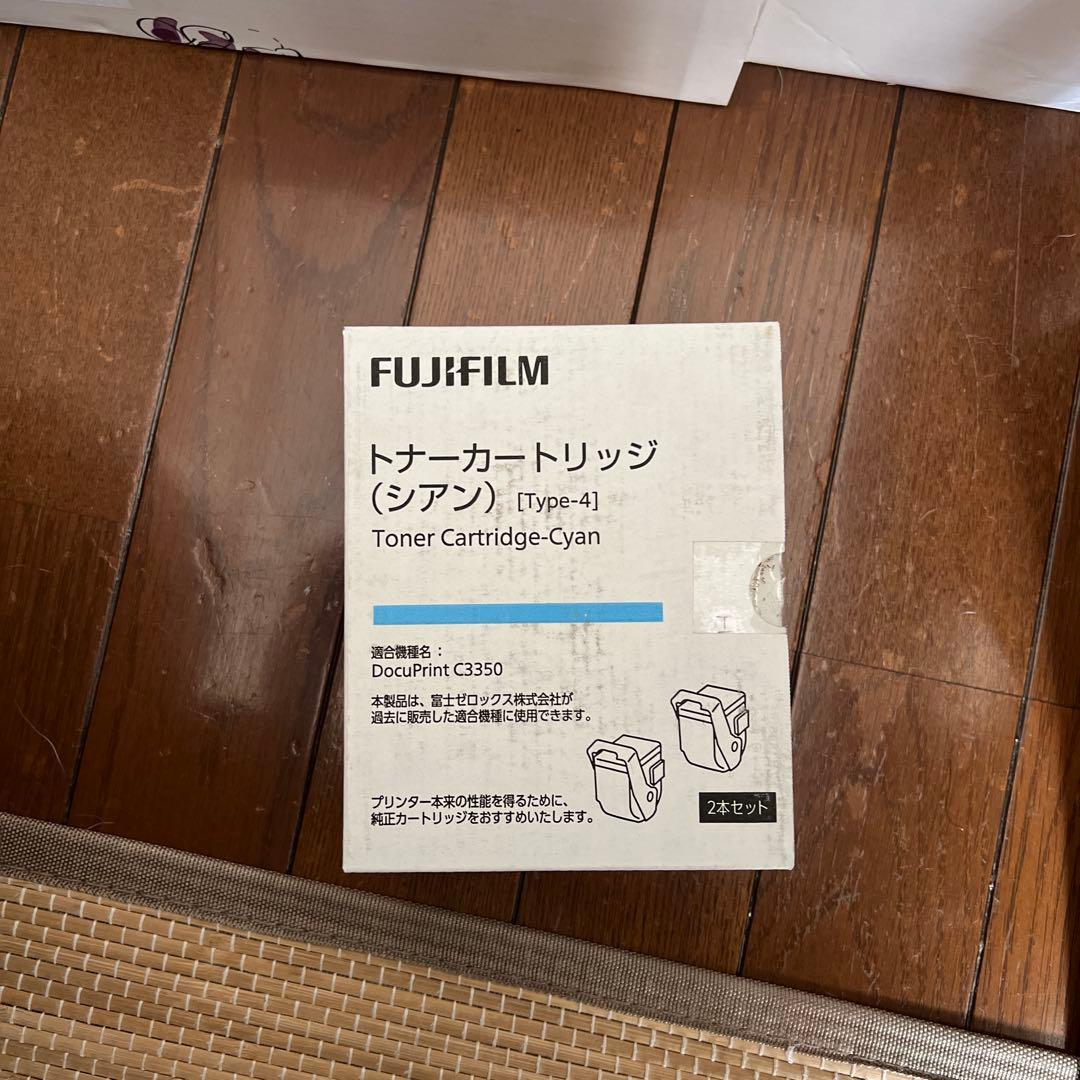 FUJIFILM
トナーカートリッジ
（シアン） [Type-4]
Toner Cartridge-Cyan
適合機種名：
DocuPrint C3350
本製品は、富士ゼロックス株式会社が
過去に販売した適合機種に使用できます。
プリンター本来の性能を得るために、
純正カートリッジをおすすめいたします。
2本セット